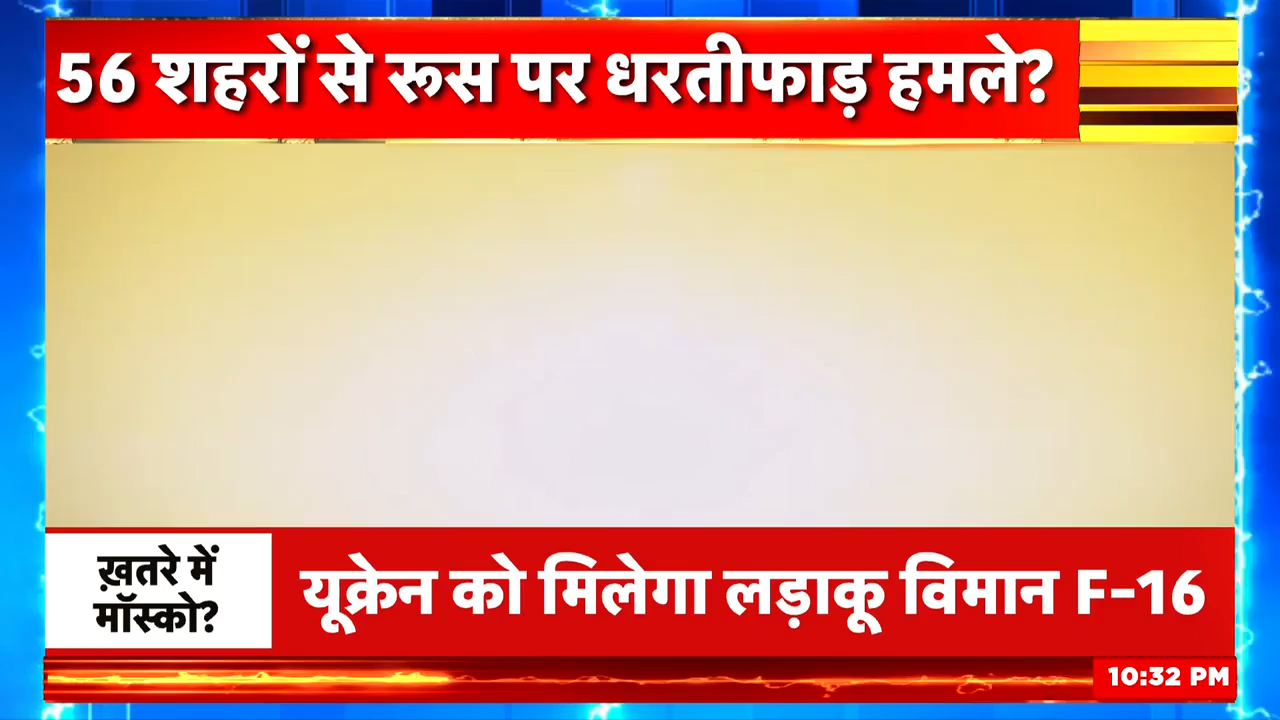 56 शहरों से रूस पर धरतीफाड़ हमले?
ख़तरे में
मॉस्को?
यूक्रेन को मिलेगा लड़ाकू विमान F-16
10:32 PM